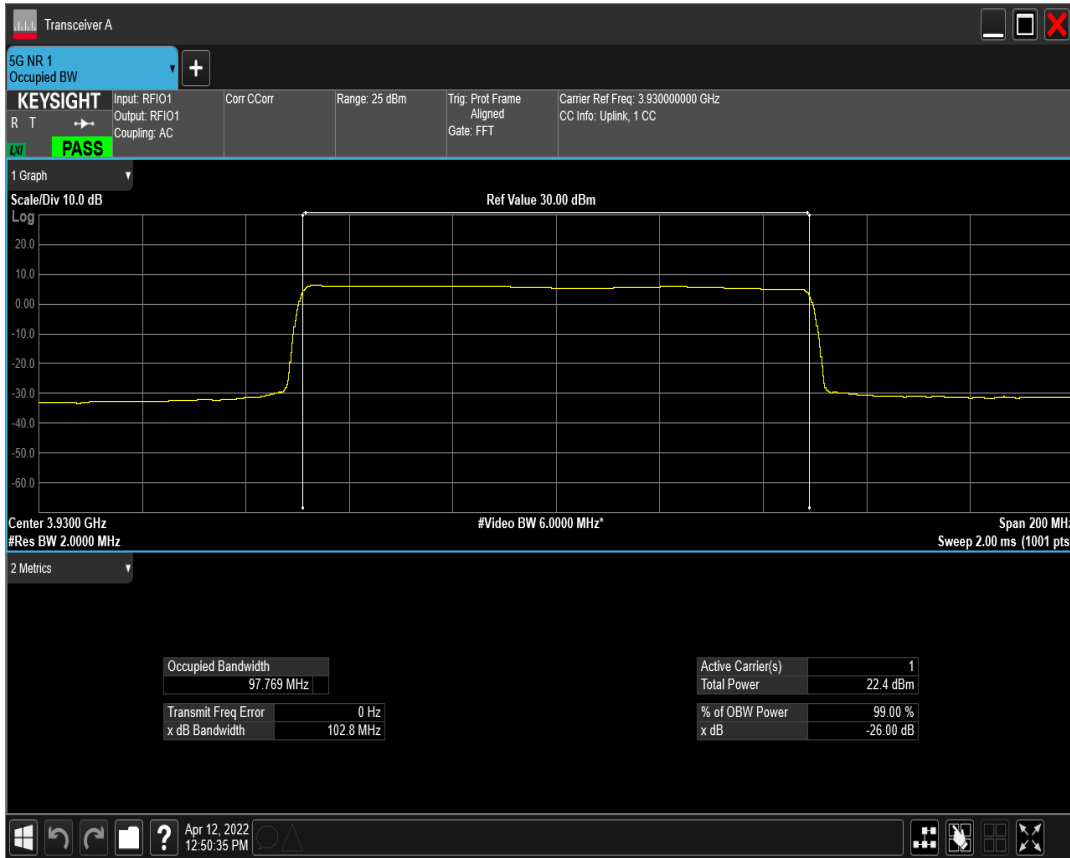 Transceiver A
5G NR 1
Occupied BW
+
KEYSIGHT
R T
LXI
PASS
Input: RFIO1
Output: RFIO1
Coupling: AC
Corr CCorr
Range: 25 dBm
Trig: Prot Frame
Aligned
Gate: FFT
Carrier Ref Freq: 3.930000000 GHz
CC Info: Uplink, 1 CC
1 Graph
Scale/Div 10.0 dB
Ref Value 30.00 dBm
Log
20.0
10.0
0.00
-10.0
-20.0
-30.0
-40.0
-50.0
-60.0
Center 3.9300 GHz
#Video BW 6.0000 MHz*
Span 200 MHz
#Res BW 2.0000 MHz
Sweep 2.00 ms (1001 pts
2 Metrics
Occupied Bandwidth
97.769 MHz
Transmit Freq Error 0 Hz
x dB Bandwidth 102.8 MHz
Active Carrier(s) 1
Total Power 22.4 dBm
% of OBW Power 99.00 %
x dB -26.00 dB
?
Apr 12, 2022
12:50:35 PM